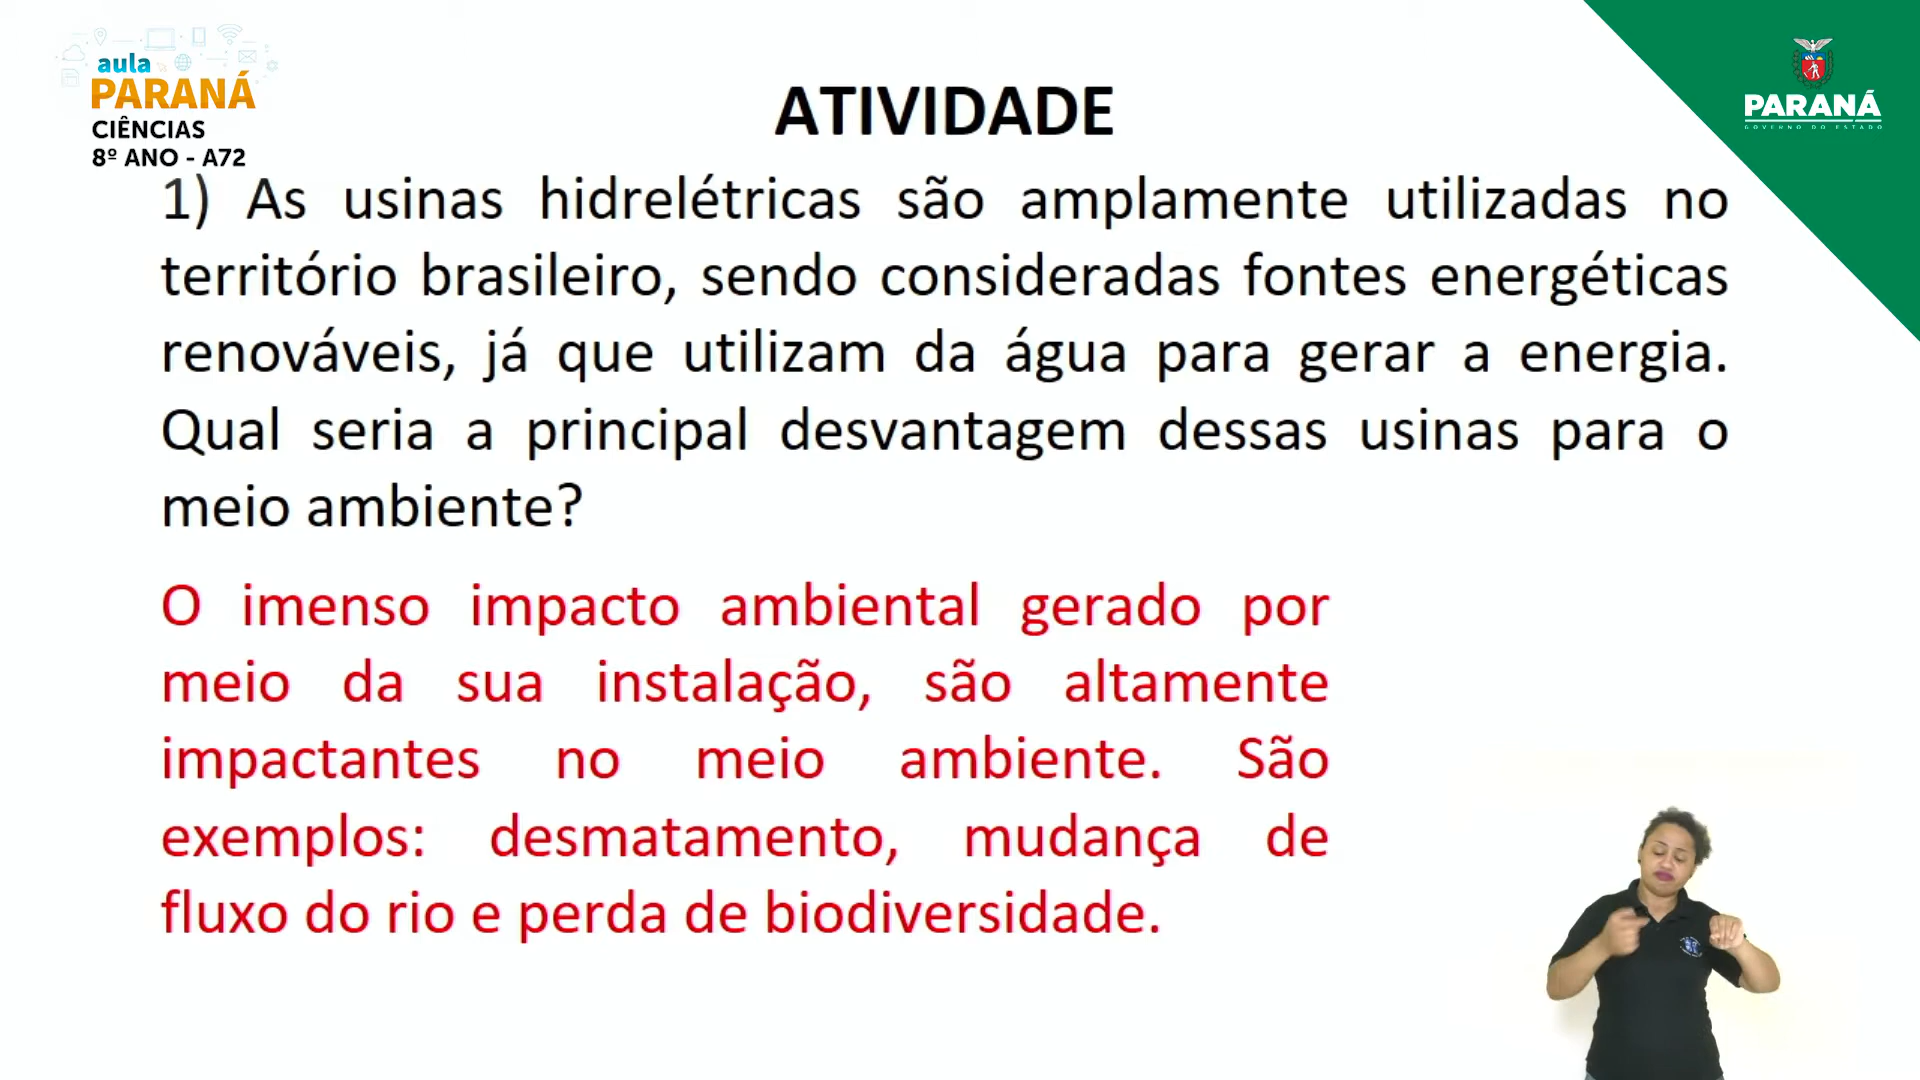 aula
PARANÁ
CIÊNCIAS
8º ANO - A72
PARANÁ
GOVERNO DO ESTADO
ATIVIDADE
1) As usinas hidrelétricas são amplamente utilizadas no
território brasileiro, sendo consideradas fontes energéticas
renováveis, já que utilizam da água para gerar a energia.
Qual seria a principal desvantagem dessas usinas para o
meio ambiente?
O imenso impacto ambiental gerado por
meio da sua instalação, são altamente
impactantes no meio ambiente. São
exemplos: desmatamento, mudança de
fluxo do rio e perda de biodiversidade.